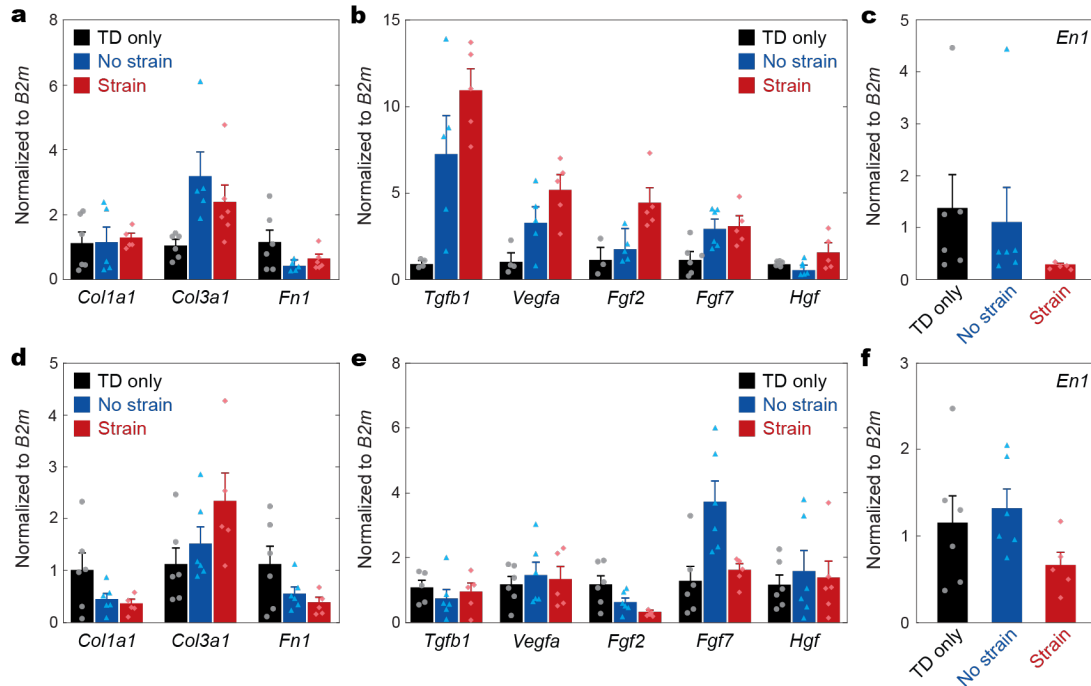 a
Normalized to B2m
8
6
4
2
0
TD only
No strain
Strain
Col1a1 Col3a1 Fn1
b
Normalized to B2m
15
10
5
0
TD only
No strain
Strain
Tgfb1 Vegfa Fgf2 Fgf7 Hgf
c
Normalized to B2m
5
4
3
2
1
0
En1
TD only No strain Strain
d
Normalized to B2m
5
4
3
2
1
0
TD only
No strain
Strain
Col1a1 Col3a1 Fn1
e
Normalized to B2m
8
6
4
2
0
TD only
No strain
Strain
Tgfb1 Vegfa Fgf2 Fgf7 Hgf
f
Normalized to B2m
3
2
1
0
En1
TD only No strain Strain